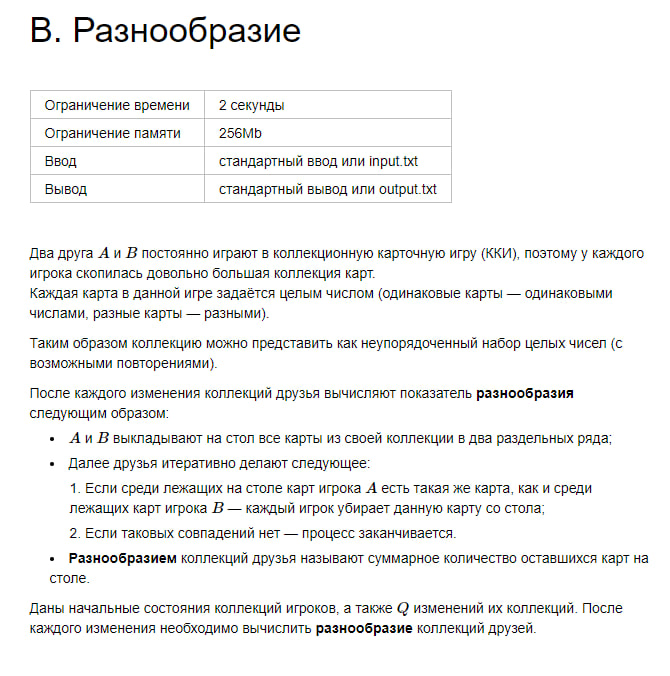 В. Разнообразие
Ограничение времени 2 секунды
Ограничение памяти 256Mb
Ввод стандартный ввод или input.txt
Вывод стандартный вывод или output.txt
Два друга A и B постоянно играют в коллекционную карточную игру (ККИ), поэтому у каждого
игрока скопилась довольно большая коллекция карт.
Каждая карта в данной игре задаётся целым числом (одинаковые карты — одинаковыми
числами, разные карты — разными).
Таким образом коллекцию можно представить как неупорядоченный набор целых чисел (с
возможными повторениями).
После каждого изменения коллекций друзья вычисляют показатель разнообразия
следующим образом:
• A и B выкладывают на стол все карты из своей коллекции в два раздельных ряда;
• Далее друзья итеративно делают следующее:
1. Если среди лежащих на столе карт игрока A есть такая же карта, как и среди
лежащих карт игрока B — каждый игрок убирает данную карту со стола;
2. Если таковых совпадений нет — процесс заканчивается.
• Разнообразием коллекций друзья называют суммарное количество оставшихся карт на
столе.
Даны начальные состояния коллекций игроков, а также Q изменений их коллекций. После
каждого изменения необходимо вычислить разнообразие коллекций друзей.